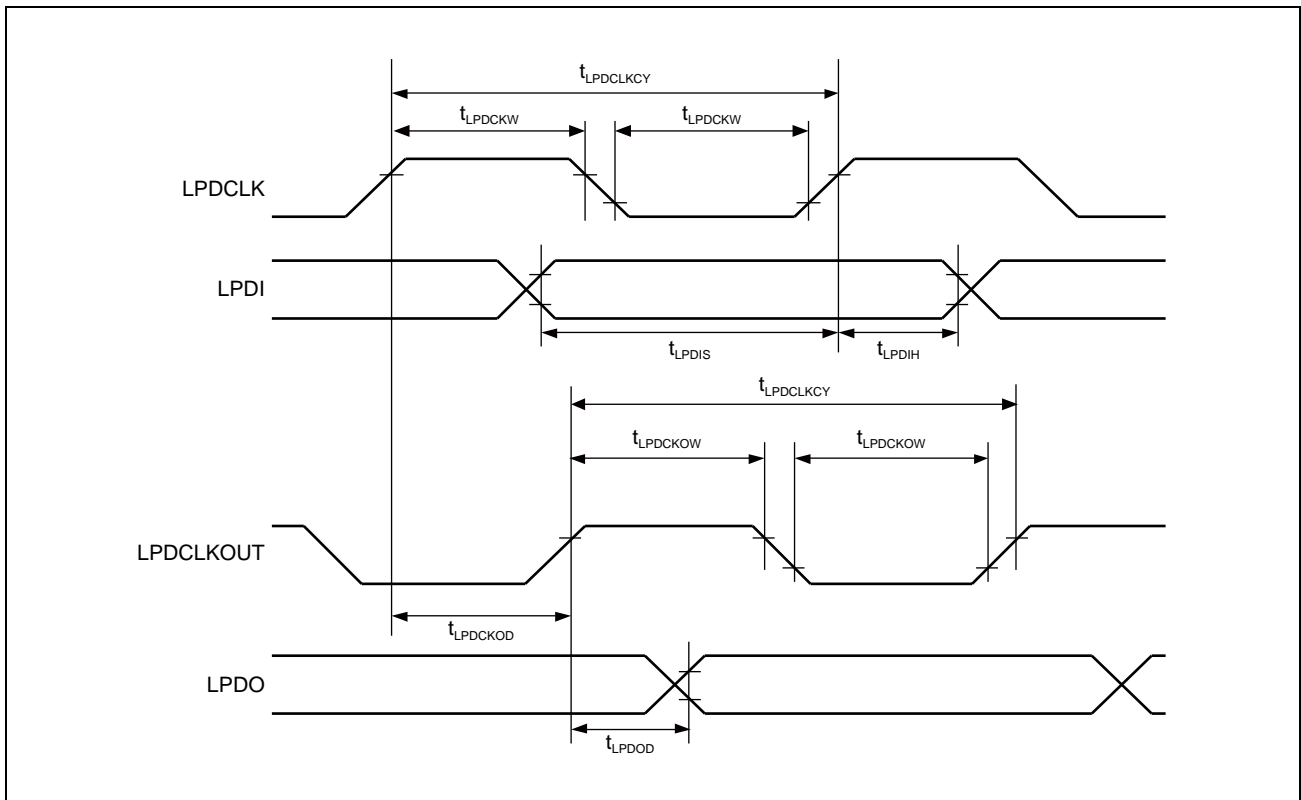 tLPDCLKCY
tLPDCKW tLPDCKW
LPDCLK
LPDI
tLPDIS tLPDIH
tLPDCLKCY
tLPDCKOW tLPDCKOW
LPDCLKOUT
tLPDCKOD
LPDO
tLPDOD